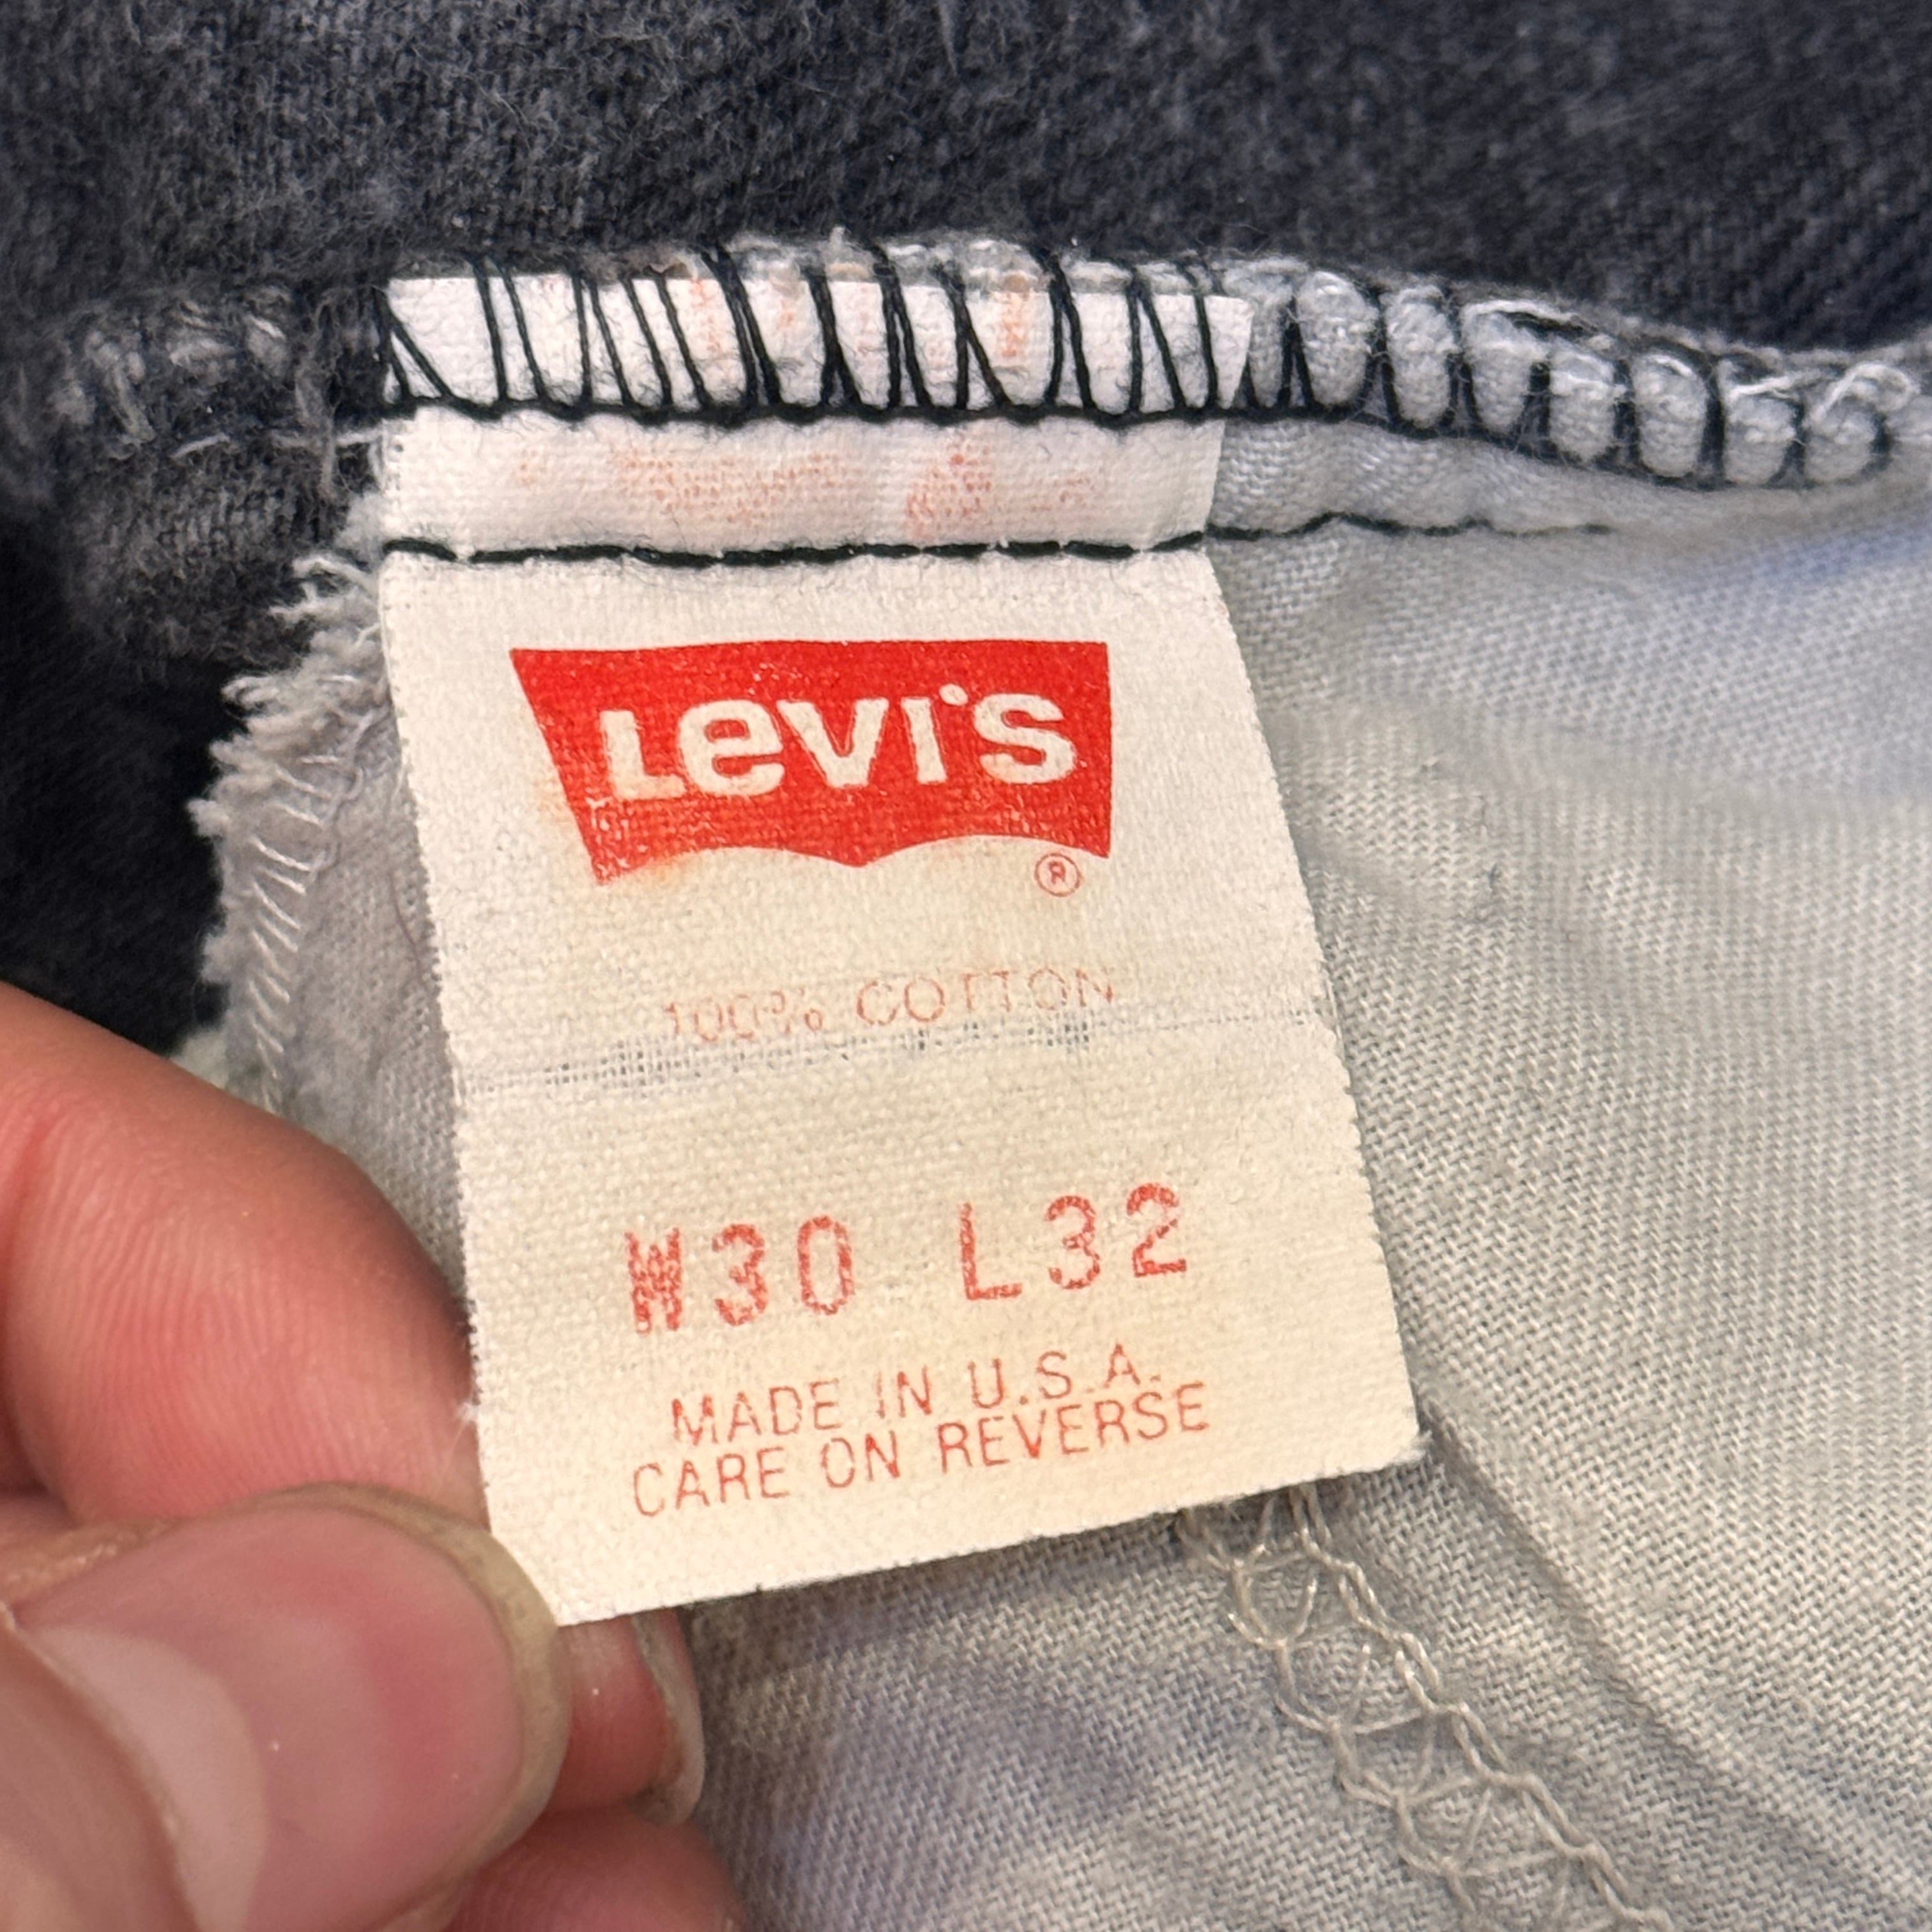 Levi's
®
100% COTTON
W30 L32
MADE IN U.S.A.
CARE ON REVERSE